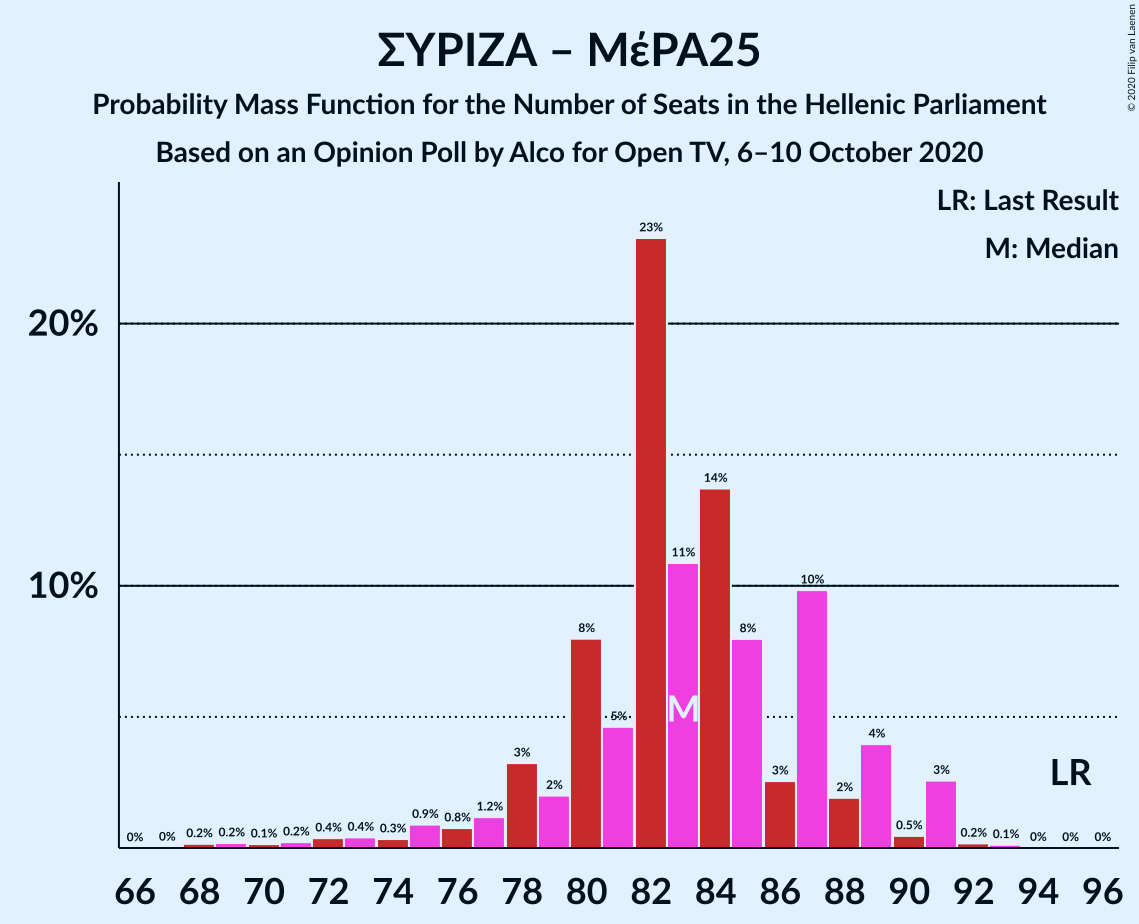 ΣΥΡΙΖΑ – ΜέΡΑ25
Probability Mass Function for the Number of Seats in the Hellenic Parliament
Based on an Opinion Poll by Alco for Open TV, 6–10 October 2020
© 2020 Filip van Laenen
LR: Last Result
M: Median
20%
10%
0% 0% 0.2% 0.2% 0.1% 0.2% 0.4% 0.4% 0.3% 0.9% 0.8% 1.2% 3% 2% 8% 5% 23% 11% 14% 8% 3% 10% 2% 4% 0.5% 3% 0.2% 0.1% 0% 0% 0%
M
LR
66 68 70 72 74 76 78 80 82 84 86 88 90 92 94 96